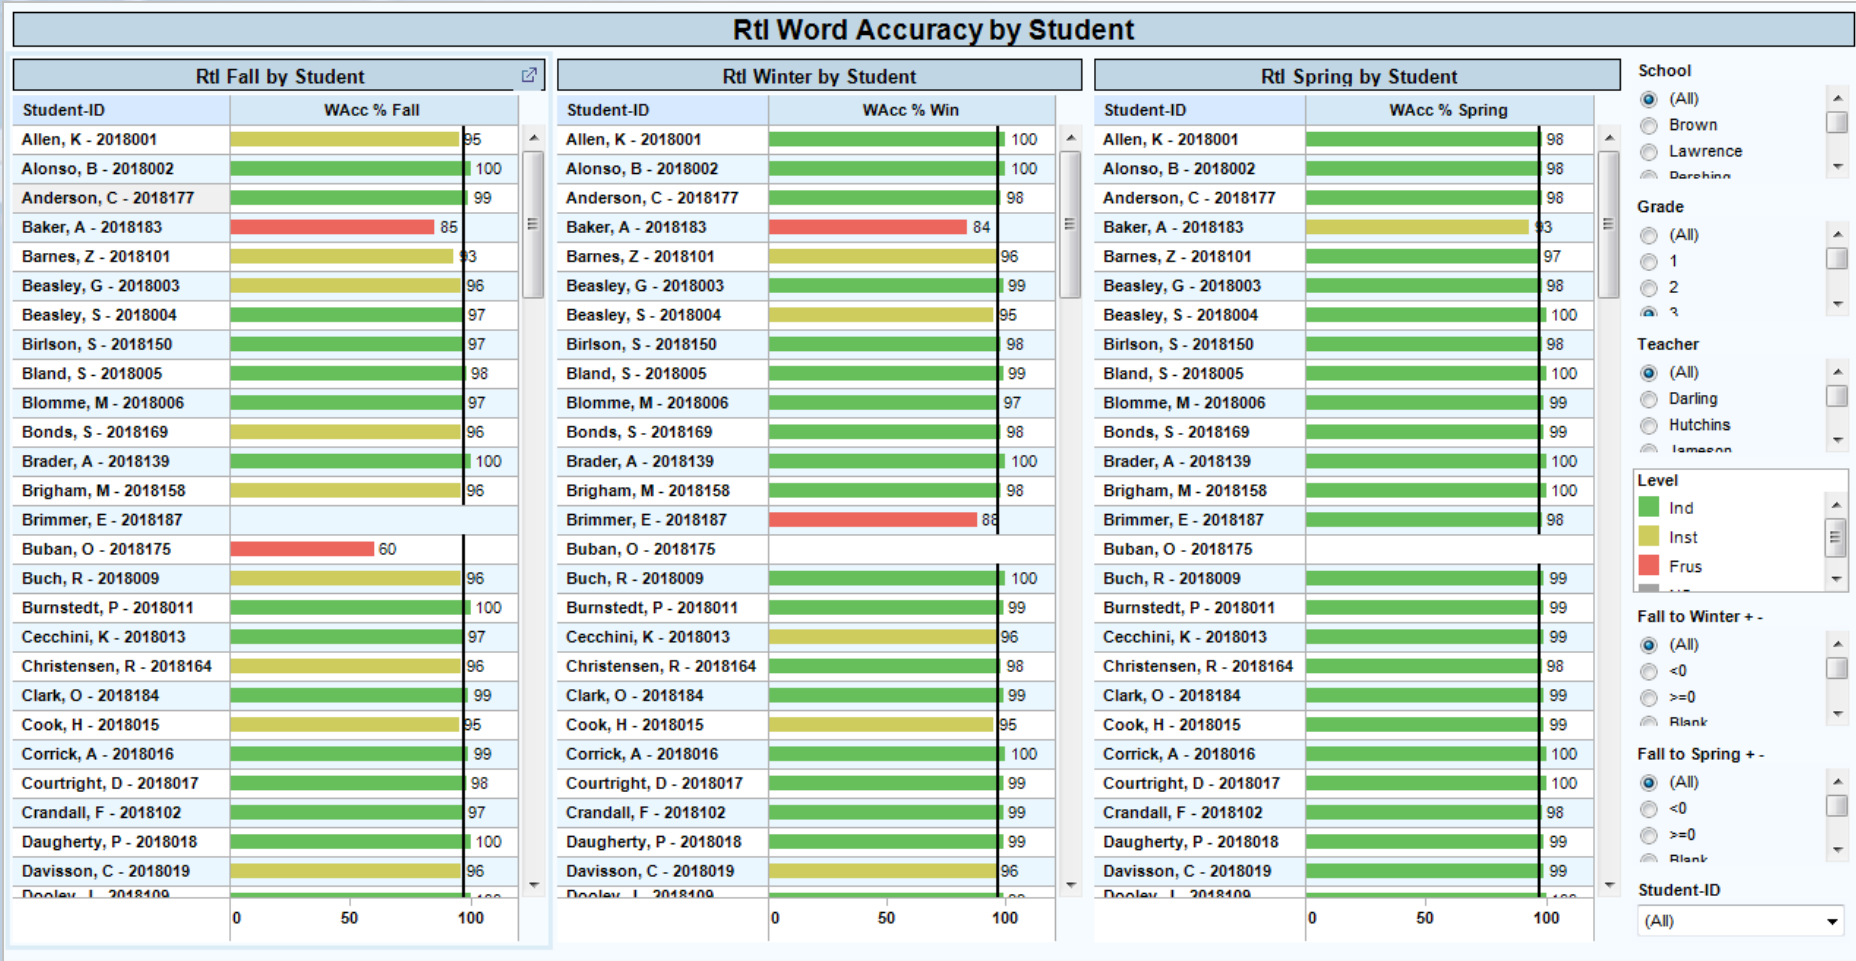 RtI Word Accuracy by Student
RtI Fall by Student
Student-ID WAcc % Fall
Allen, K - 2018001 95
Alonso, B - 2018002 100
Anderson, C - 2018177 99
Baker, A - 2018183 85
Barnes, Z - 2018101 93
Beasley, G - 2018003 96
Beasley, S - 2018004 97
Birlson, S - 2018150 97
Bland, S - 2018005 98
Blomme, M - 2018006 97
Bonds, S - 2018169 96
Brader, A - 2018139 100
Brigham, M - 2018158 96
Brimmer, E - 2018187
Buban, O - 2018175 60
Buch, R - 2018009 96
Burnstedt, P - 2018011 100
Cecchini, K - 2018013 97
Christensen, R - 2018164 96
Clark, O - 2018184 99
Cook, H - 2018015 95
Corrick, A - 2018016 99
Courtright, D - 2018017 98
Crandall, F - 2018102 97
Daugherty, P - 2018018 100
Davisson, C - 2018019 96
0 50 100
RtI Winter by Student
Student-ID WAcc % Win
Allen, K - 2018001 100
Alonso, B - 2018002 100
Anderson, C - 2018177 98
Baker, A - 2018183 84
Barnes, Z - 2018101 96
Beasley, G - 2018003 99
Beasley, S - 2018004 95
Birlson, S - 2018150 98
Bland, S - 2018005 99
Blomme, M - 2018006 97
Bonds, S - 2018169 98
Brader, A - 2018139 100
Brigham, M - 2018158 98
Brimmer, E - 2018187 88
Buban, O - 2018175
Buch, R - 2018009 100
Burnstedt, P - 2018011 99
Cecchini, K - 2018013 96
Christensen, R - 2018164 98
Clark, O - 2018184 99
Cook, H - 2018015 95
Corrick, A - 2018016 100
Courtright, D - 2018017 99
Crandall, F - 2018102 99
Daugherty, P - 2018018 99
Davisson, C - 2018019 96
0 50 100
RtI Spring by Student
Student-ID WAcc % Spring
Allen, K - 2018001 98
Alonso, B - 2018002 98
Anderson, C - 2018177 98
Baker, A - 2018183 93
Barnes, Z - 2018101 97
Beasley, G - 2018003 98
Beasley, S - 2018004 100
Birlson, S - 2018150 98
Bland, S - 2018005 100
Blomme, M - 2018006 99
Bonds, S - 2018169 99
Brader, A - 2018139 100
Brigham, M - 2018158 100
Brimmer, E - 2018187 98
Buban, O - 2018175
Buch, R - 2018009 99
Burnstedt, P - 2018011 99
Cecchini, K - 2018013 99
Christensen, R - 2018164 98
Clark, O - 2018184 99
Cook, H - 2018015 99
Corrick, A - 2018016 100
Courtright, D - 2018017 100
Crandall, F - 2018102 98
Daugherty, P - 2018018 99
Davisson, C - 2018019 99
0 50 100
School
(All)
Brown
Lawrence
Pershing
Grade
(All)
1
2
3
Teacher
(All)
Darling
Hutchins
Jameson
Level
Ind
Inst
Frus
Fall to Winter + -
(All)
<0
>=0
Blank
Fall to Spring + -
(All)
<0
>=0
Blank
Student-ID
(All)